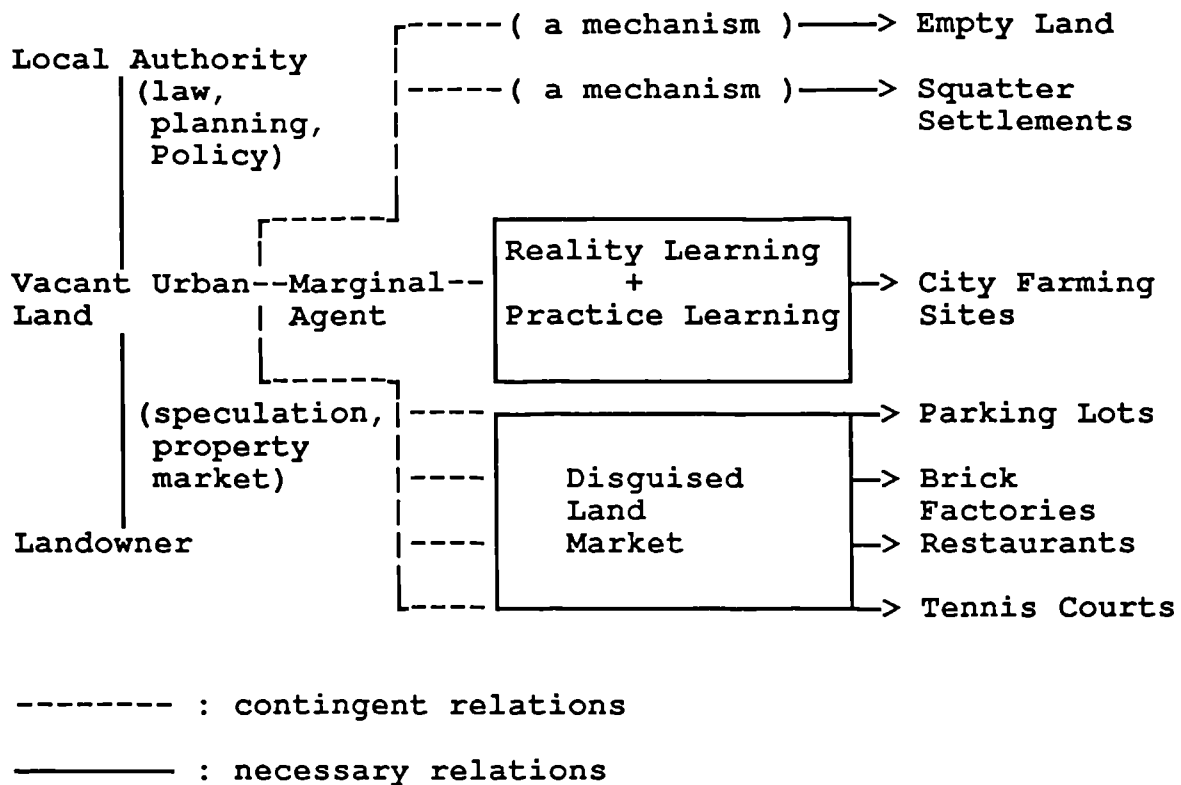 ( a mechanism ) > Empty Land
Local Authority
(law,
planning,
Policy)
( a mechanism ) > Squatter
Settlements
Vacant Urban--Marginal--
Land Agent
Reality Learning
+
Practice Learning
> City Farming
Sites
(speculation,
property
market)
Landowner
Disguised
Land
Market
> Parking Lots
> Brick
Factories
> Restaurants
> Tennis Courts
-------- : contingent relations
———— : necessary relations